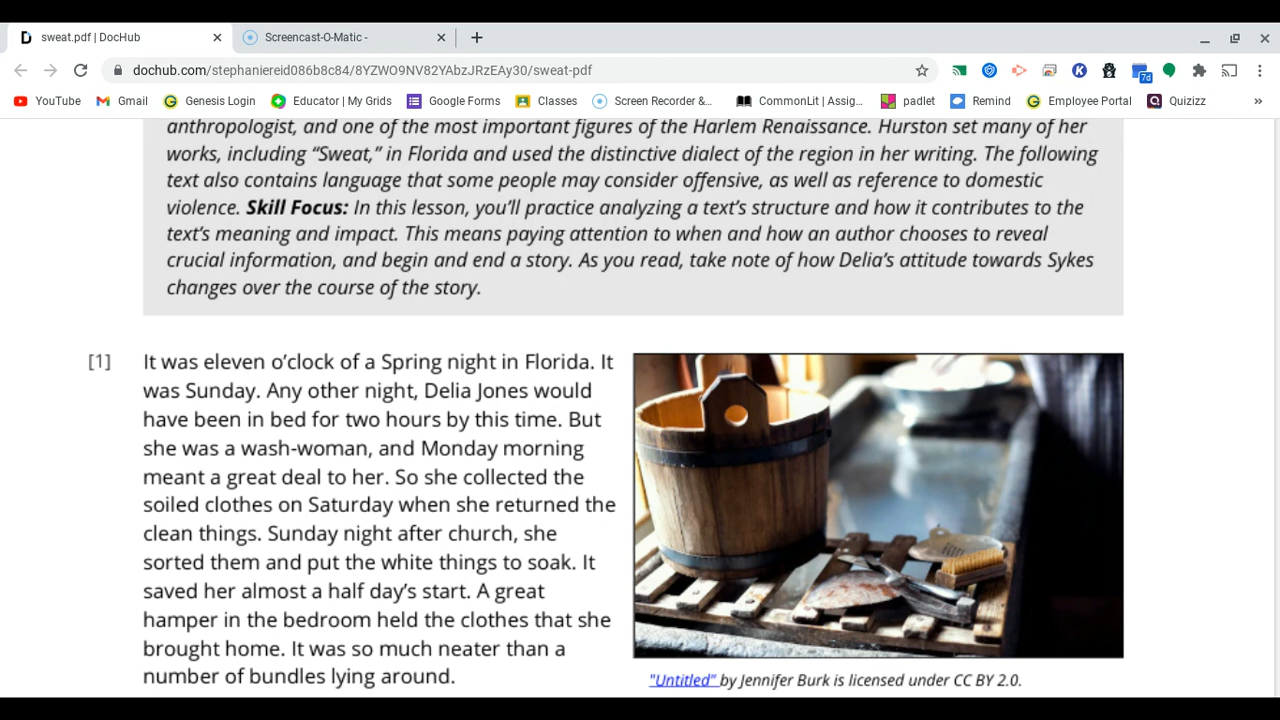 sweat.pdf | DocHub
Screencast-O-Matic -
dochub.com/stephaniereid086b8c84/8YZWO9NV82YAbzJRzEAy30/sweat-pdf
7d
YouTube
Gmail
Genesis Login
Educator | My Grids
Google Forms
Classes
Screen Recorder &...
CommonLit | Assig...
padlet
Remind
Employee Portal
Quizizz
»
anthropologist, and one of the most important figures of the Harlem Renaissance. Hurston set many of her
works, including “Sweat,” in Florida and used the distinctive dialect of the region in her writing. The following
text also contains language that some people may consider offensive, as well as reference to domestic
violence. Skill Focus: In this lesson, you’ll practice analyzing a text’s structure and how it contributes to the
text’s meaning and impact. This means paying attention to when and how an author chooses to reveal
crucial information, and begin and end a story. As you read, take note of how Delia’s attitude towards Sykes
changes over the course of the story.
[1]
It was eleven o’clock of a Spring night in Florida. It
was Sunday. Any other night, Delia Jones would
have been in bed for two hours by this time. But
she was a wash-woman, and Monday morning
meant a great deal to her. So she collected the
soiled clothes on Saturday when she returned the
clean things. Sunday night after church, she
sorted them and put the white things to soak. It
saved her almost a half day’s start. A great
hamper in the bedroom held the clothes that she
brought home. It was so much neater than a
number of bundles lying around.
"Untitled" by Jennifer Burk is licensed under CC BY 2.0.